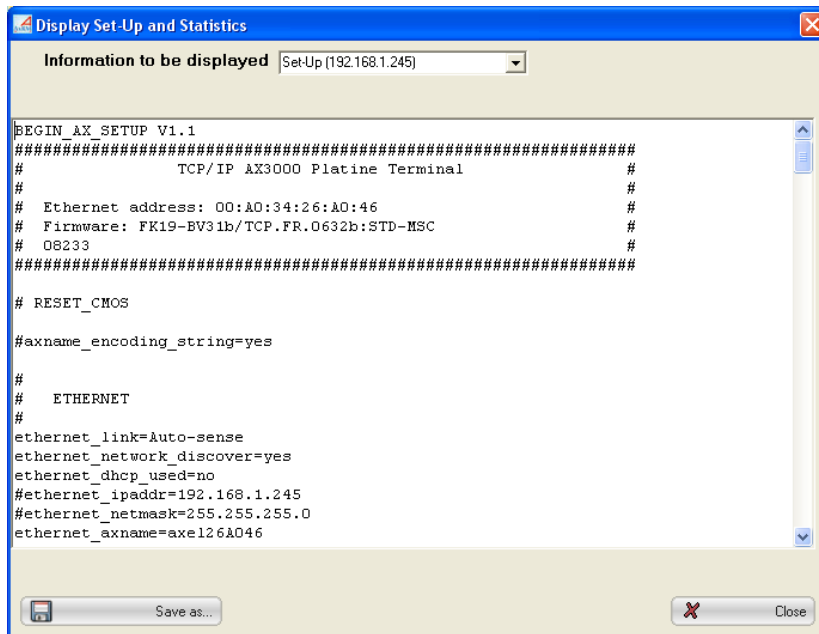 Display Set-Up and Statistics
Information to be displayed Set-Up (192.168.1.245)
BEGIN_AX_SETUP V1.1
#################################################################
# TCP/IP AX3000 Platine Terminal #
# #
# Ethernet address: 00:A0:34:26:A0:46 #
# Firmware: FK19-BV31b/TCP.FR.0632b:STD-MSC #
# 08233 #
#################################################################
# RESET_CMOS
#axname_encoding_string=yes
#
# ETHERNET
#
ethernet_link=Auto-sense
ethernet_network_discover=yes
ethernet_dhcp_used=no
#ethernet_ipaddr=192.168.1.245
#ethernet_netmask=255.255.255.0
ethernet_axname=axel26A046
Save as... Close